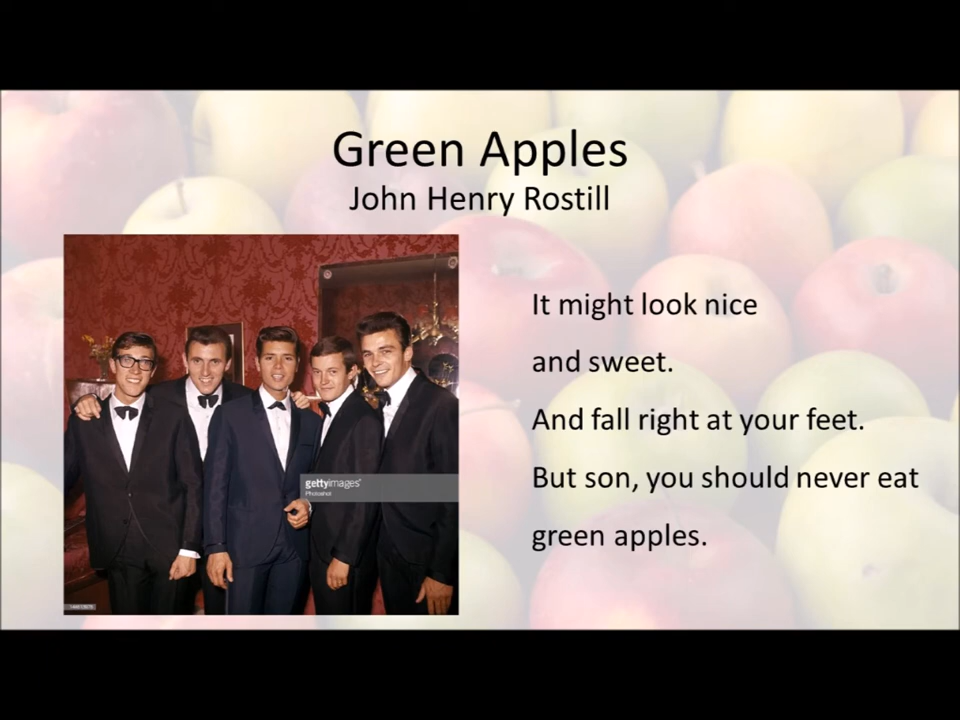 Green Apples
John Henry Rostill
It might look nice
and sweet.
And fall right at your feet.
But son, you should never eat
green apples.
gettyimages®
Photoshot